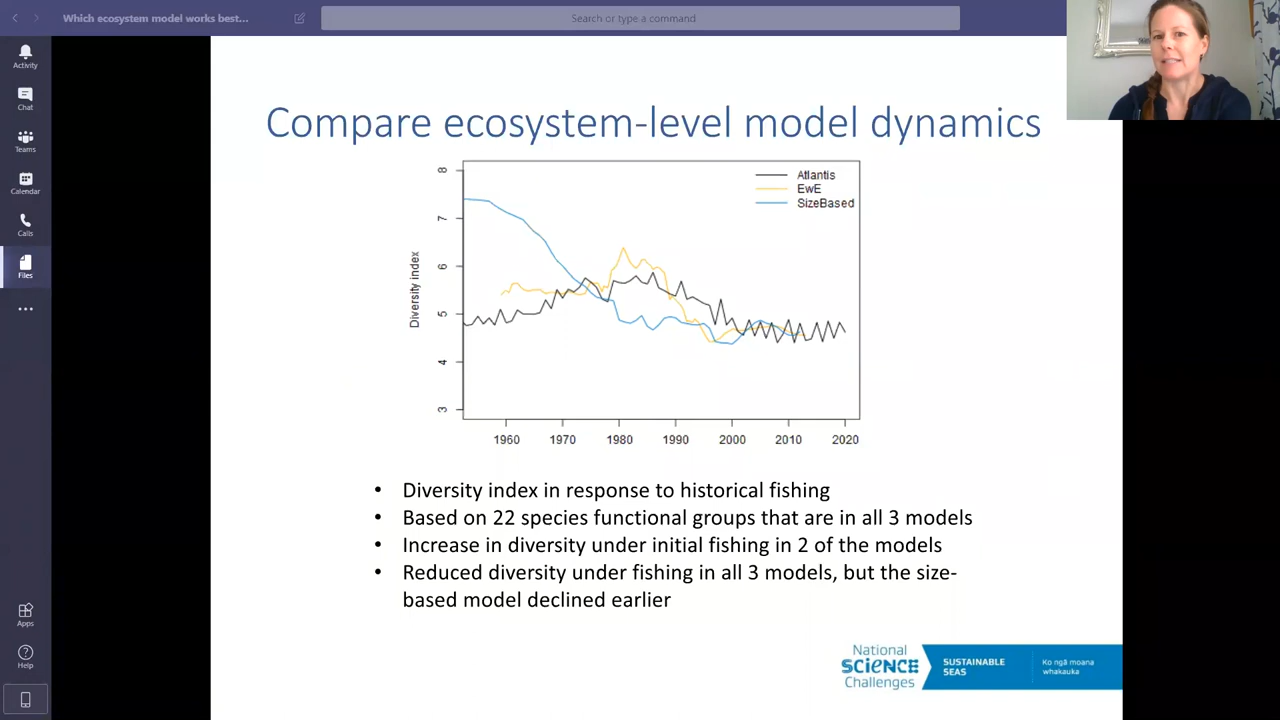 Which ecosystem model works best...
Search or type a command
Activity
Chat
Teams
Calendar
Calls
Files
Apps
Help
Compare ecosystem-level model dynamics
Atlantis
EwE
SizeBased
Diversity index
8
7
6
5
4
3
1960 1970 1980 1990 2000 2010 2020
• Diversity index in response to historical fishing
• Based on 22 species functional groups that are in all 3 models
• Increase in diversity under initial fishing in 2 of the models
• Reduced diversity under fishing in all 3 models, but the size-
based model declined earlier
National
SCIENCE
Challenges
SUSTAINABLE
SEAS
Ko ngā moana
whakauka